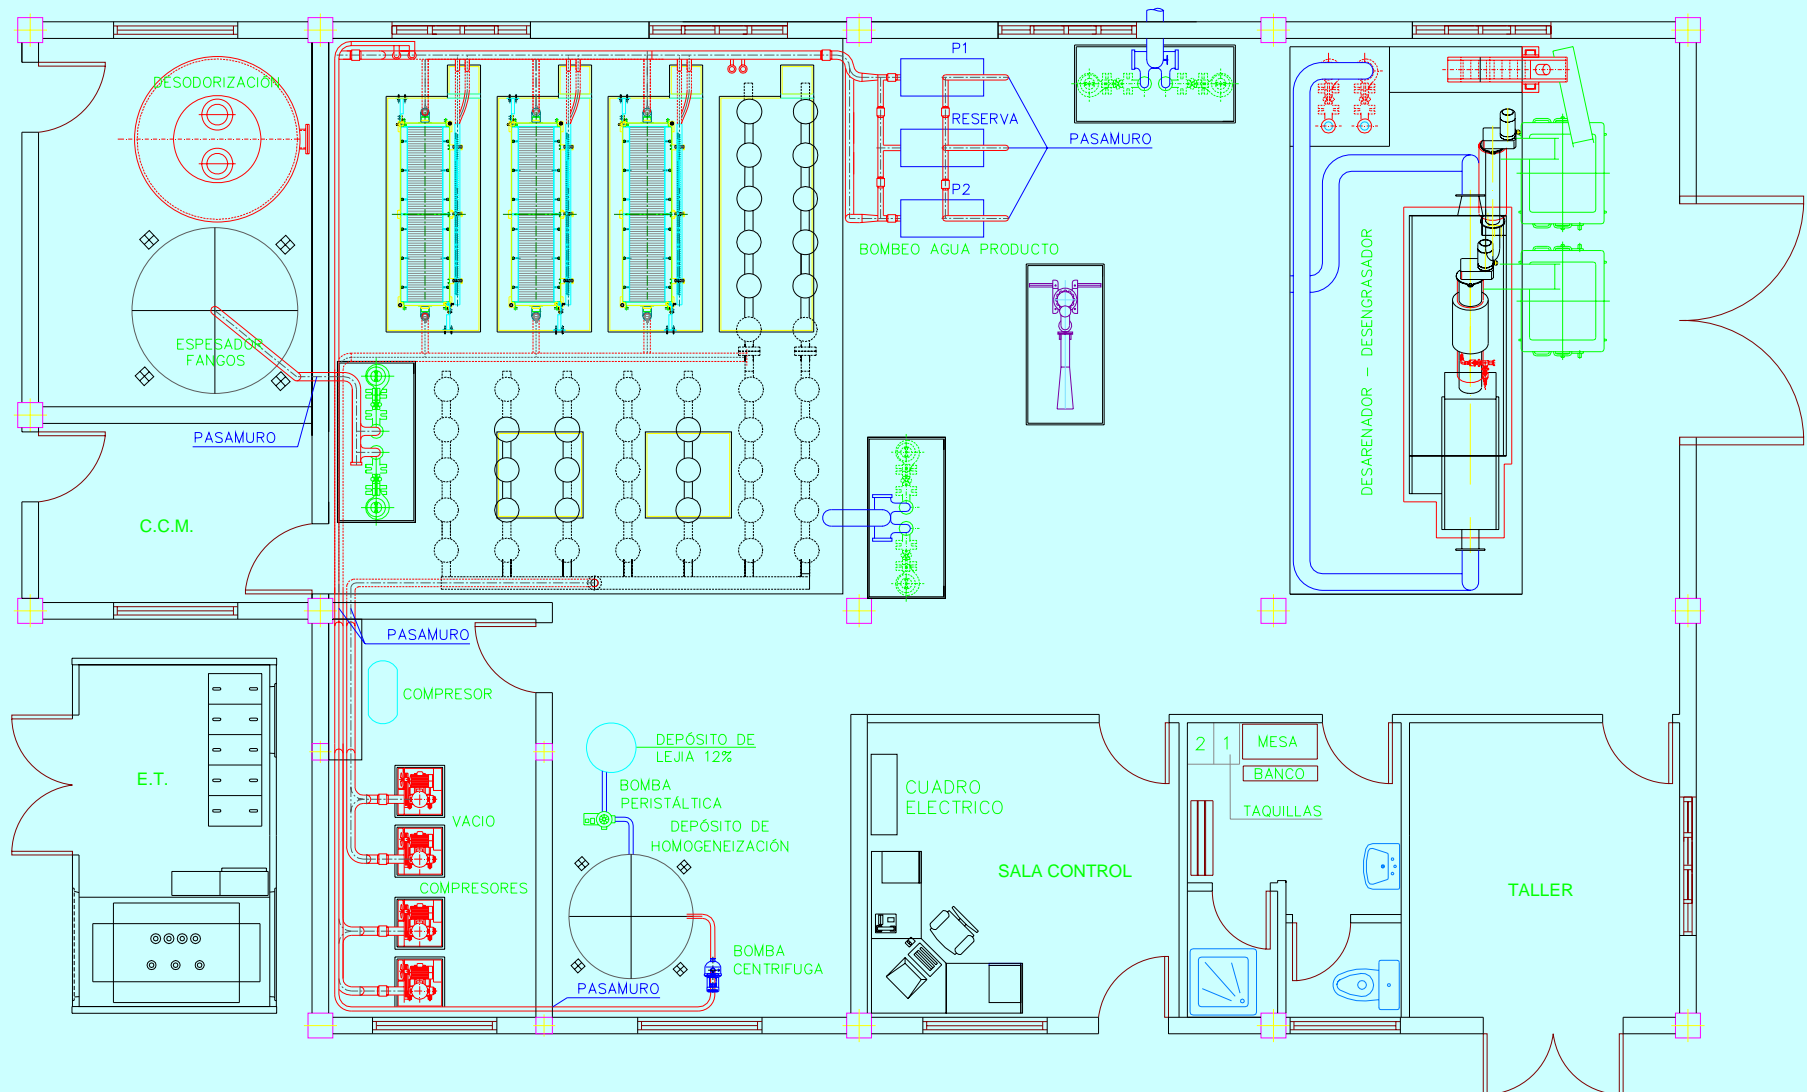 P1
DESODORIZACIÓN
RESERVA
PASAMURO
P2
BOMBEO AGUA PRODUCTO
DESARENADOR - DESENGRASADOR
ESPESADOR
FANGOS
PASAMURO
C.C.M.
PASAMURO
COMPRESOR
DEPÓSITO DE
LEJIA 12%
2 1
MESA
BANCO
E.T.
BOMBA
PERISTÁLTICA
CUADRO
ELECTRICO
TAQUILLAS
VACIO
DEPÓSITO DE
HOMOGENEIZACIÓN
SALA CONTROL
COMPRESORES
TALLER
BOMBA
CENTRIFUGA
PASAMURO